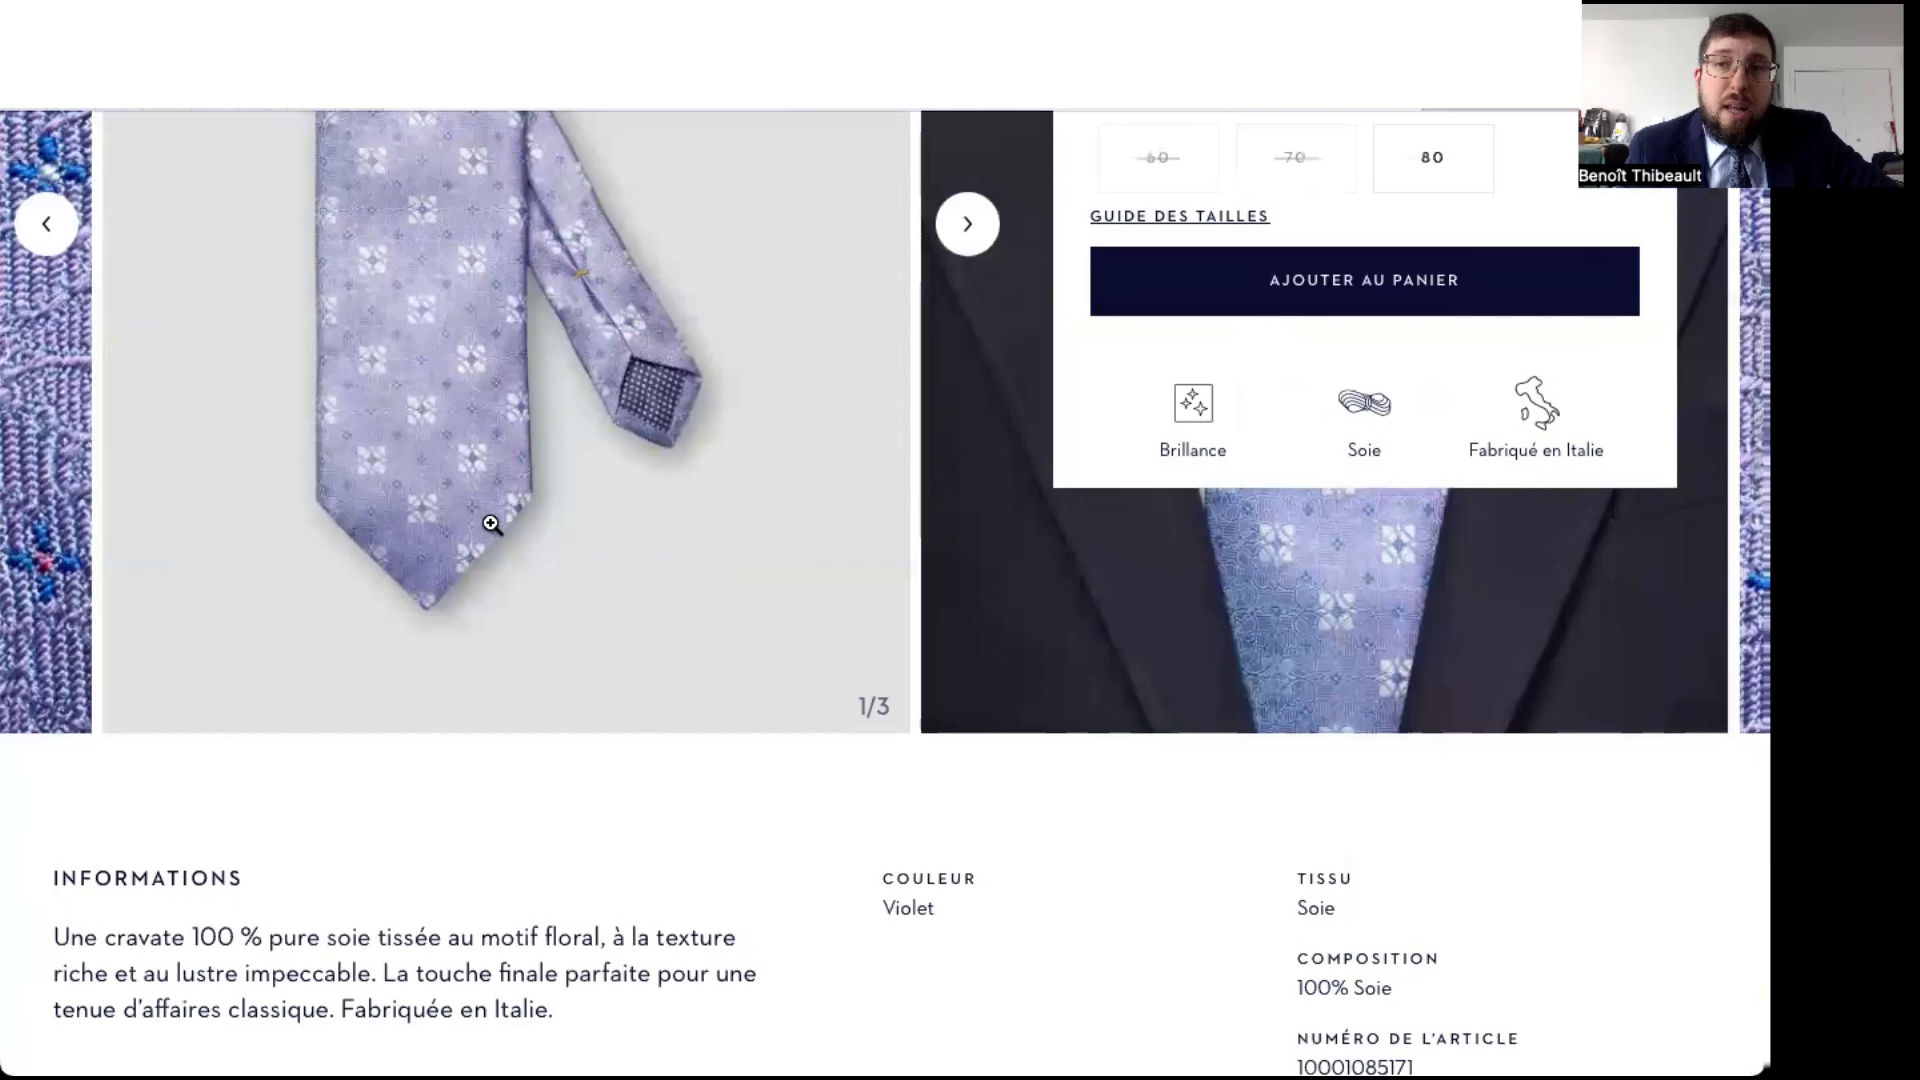 Benoît Thibeault
60 70 80
GUIDE DES TAILLES
AJOUTER AU PANIER
Brillance Soie Fabriqué en Italie
1/3
INFORMATIONS
Une cravate 100 % pure soie tissée au motif floral, à la texture
riche et au lustre impeccable. La touche finale parfaite pour une
tenue d’affaires classique. Fabriquée en Italie.
COULEUR
Violet
TISSU
Soie
COMPOSITION
100% Soie
NUMÉRO DE L’ARTICLE
10001085171